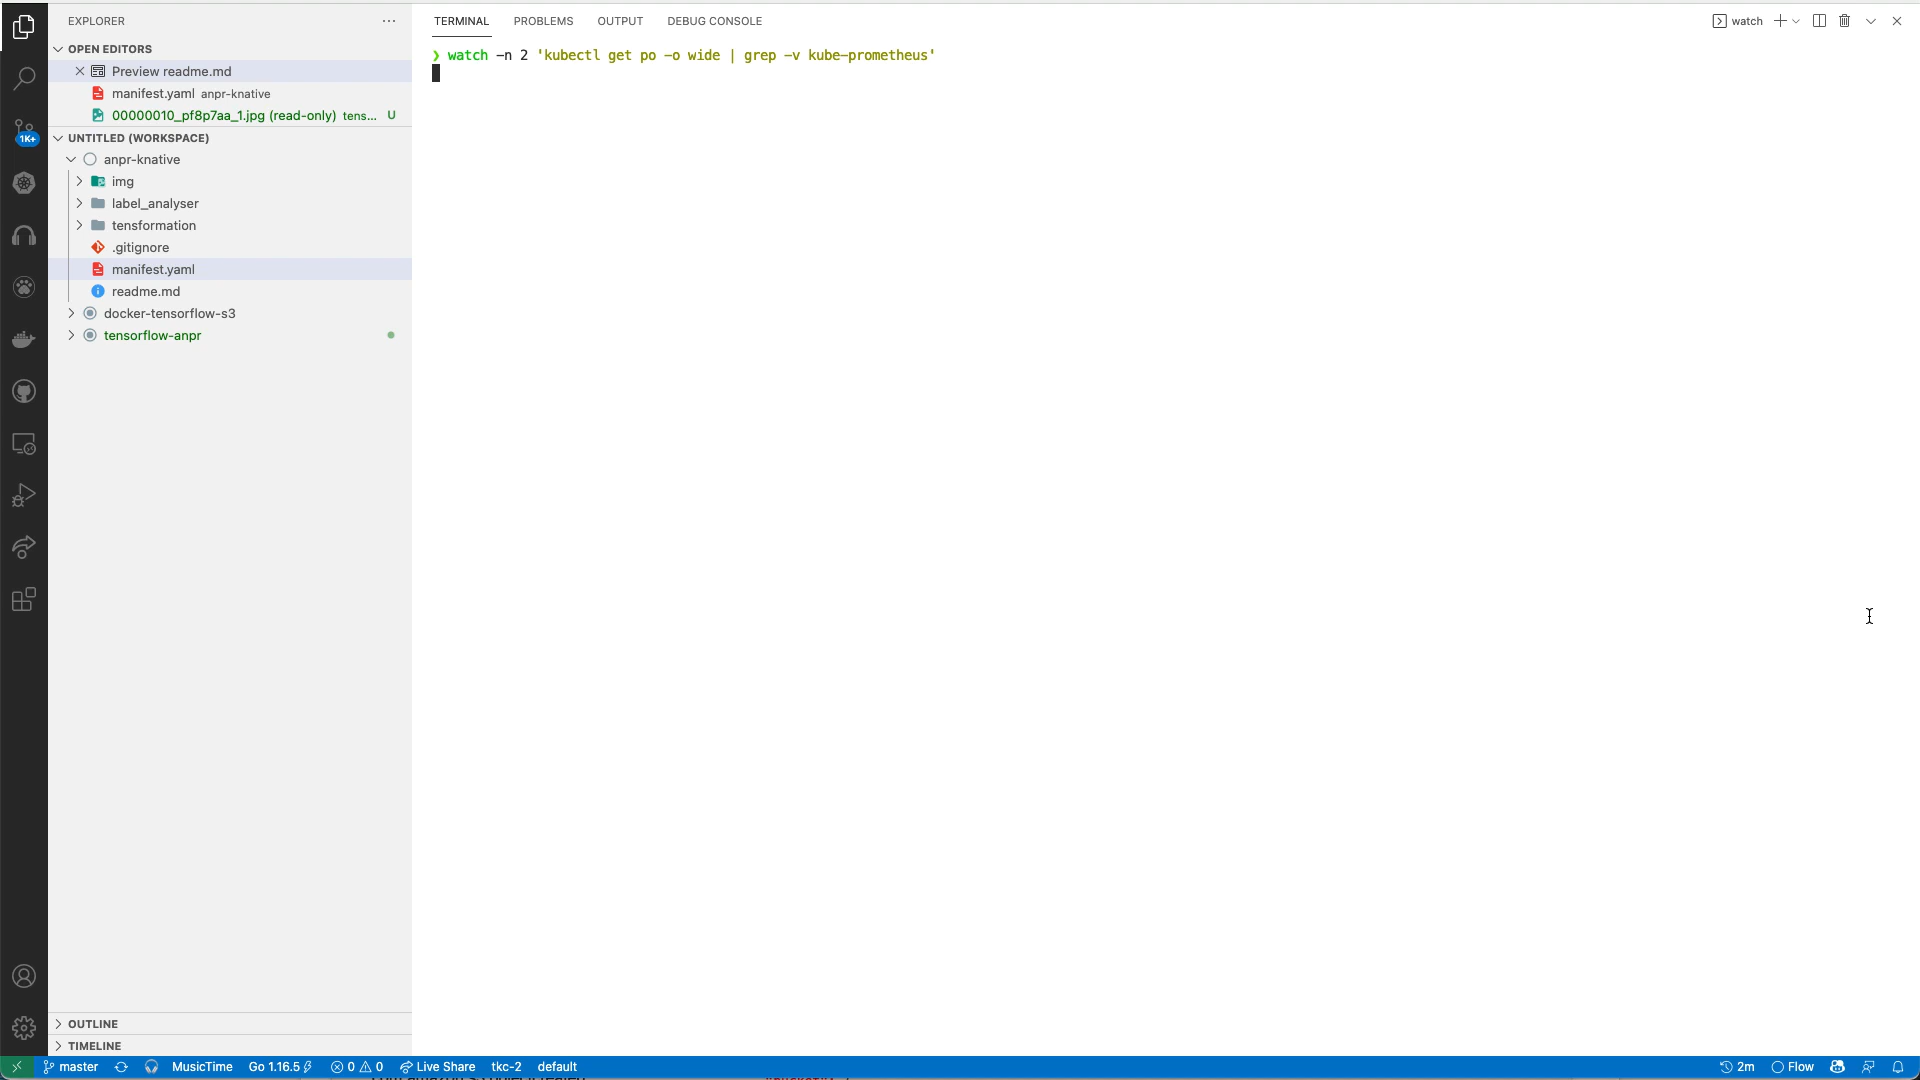 EXPLORER
OPEN EDITORS
Preview readme.md
manifest.yaml anpr-knative
00000010_pf8p7aa_1.jpg (read-only) tens... U
1K+
UNTITLED (WORKSPACE)
anpr-knative
img
label_analyser
tensformation
.gitignore
manifest.yaml
readme.md
docker-tensorflow-s3
tensorflow-anpr
OUTLINE
TIMELINE
TERMINAL PROBLEMS OUTPUT DEBUG CONSOLE
watch
❯ watch -n 2 'kubectl get po -o wide | grep -v kube-prometheus'
master MusicTime Go 1.16.5 0 0 Live Share tkc-2 default 2m Flow